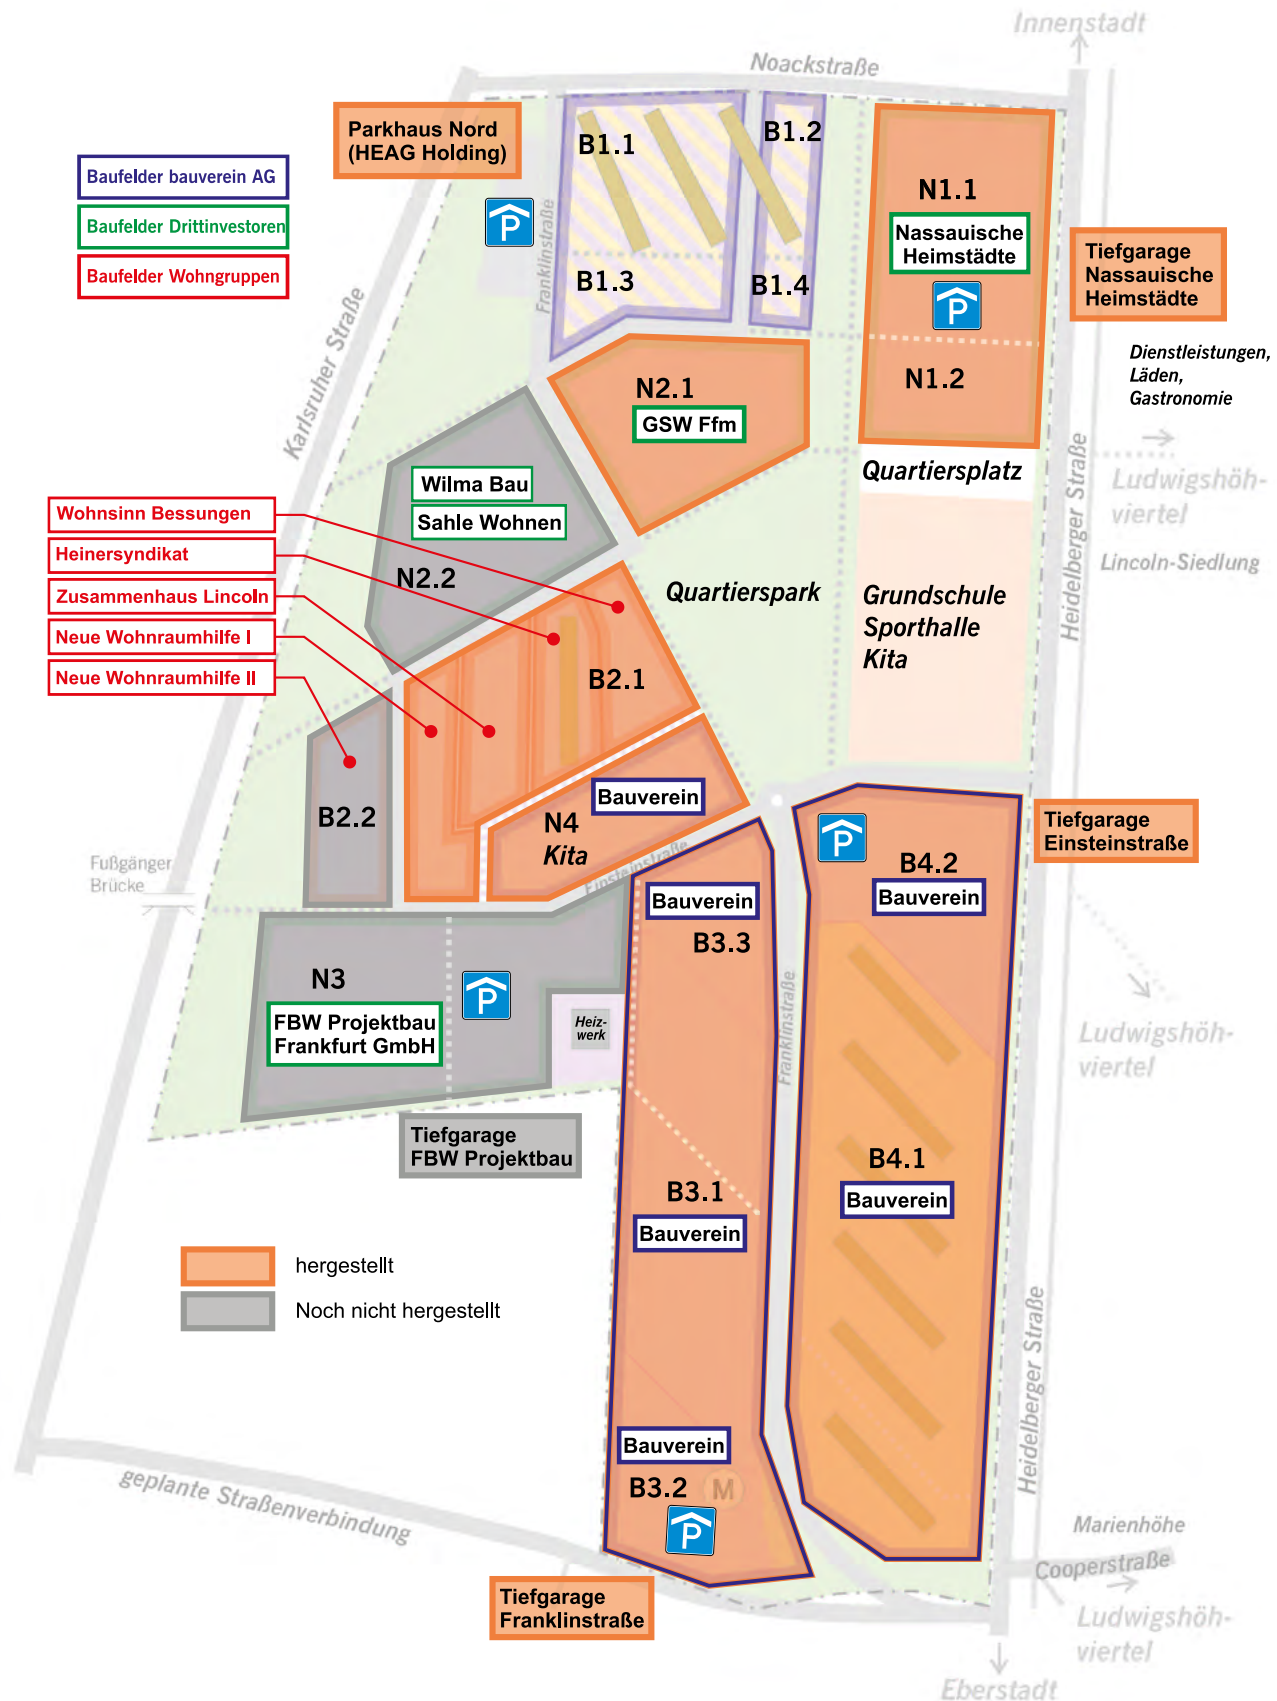 Innenstadt
Noackstraße
Parkhaus Nord
(HEAG Holding)
B1.1
B1.2
Baufelder bauverein AG
Baufelder Drittinvestoren
Baufelder Wohngruppen
P
Franklinstraße
B1.3
B1.4
N1.1
Nassauische
Heimstädte
P
N1.2
Tiefgarage
Nassauische
Heimstädte
Dienstleistungen,
Läden,
Gastronomie
Karlsruher Straße
N2.1
GSW Ffm
Quartiersplatz
Heidelberger Straße
Ludwigshöh-
viertel
Lincoln-Siedlung
Wilma Bau
Sahle Wohnen
N2.2
Wohnsinn Bessungen
Heinersyndikat
Zusammenhaus Lincoln
Neue Wohnraumhilfe I
Neue Wohnraumhilfe II
Quartierspark
Grundschule
Sporthalle
Kita
B2.1
B2.2
Bauverein
N4
Kita
Einsteinstraße
P
B4.2
Bauverein
Tiefgarage
Einsteinstraße
Fußgänger
Brücke
Bauverein
B3.3
N3
P
FBW Projektbau
Frankfurt GmbH
Heiz-
werk
Franklinstraße
Ludwigshöh-
viertel
Tiefgarage
FBW Projektbau
B3.1
Bauverein
B4.1
Bauverein
hergestellt
Noch nicht hergestellt
Heidelberger Straße
Bauverein
B3.2
M
P
geplante Straßenverbindung
Marienhöhe
Cooperstraße
Tiefgarage
Franklinstraße
Ludwigshöh-
viertel
Eberstadt